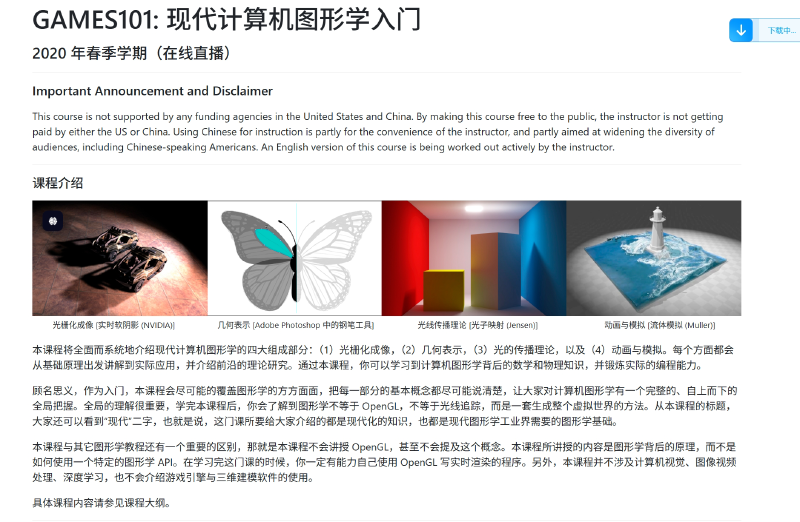 GAMES101: 现代计算机图形学入门
下载中...
2020 年春季学期（在线直播）
Important Announcement and Disclaimer
This course is not supported by any funding agencies in the United States and China. By making this course free to the public, the instructor is not getting
paid by either the US or China. Using Chinese for instruction is partly for the convenience of the instructor, and partly aimed at widening the diversity of
audiences, including Chinese-speaking Americans. An English version of this course is being worked out actively by the instructor.
课程介绍
光栅化成像 [实时软阴影 (NVIDIA)]
几何表示 [Adobe Photoshop 中的钢笔工具]
光线传播理论 [光子映射 (Jensen)]
动画与模拟 [流体模拟 (Muller)]
本课程将全面而系统地介绍现代计算机图形学的四大组成部分：（1）光栅化成像，（2）几何表示，（3）光的传播理论，以及（4）动画与模拟。每个方面都会
从基础原理出发讲解到实际应用，并介绍前沿的理论研究。通过本课程，你可以学习到计算机图形学背后的数学和物理知识，并锻炼实际的编程能力。
顾名思义，作为入门，本课程会尽可能的覆盖图形学的方方面面，把每一部分的基本概念都尽可能说清楚，让大家对计算机图形学有一个完整的、自上而下的
全局把握。全局的理解很重要，学完本课程后，你会了解到图形学不等于 OpenGL，不等于光线追踪，而是一套生成整个虚拟世界的方法。从本课程的标题，
大家还可以看到“现代”二字，也就是说，这门课所要给大家介绍的都是现代化的知识，也都是现代图形学工业界需要的图形学基础。
本课程与其它图形学教程还有一个重要的区别，那就是本课程不会讲授 OpenGL，甚至不会提及这个概念。本课程所讲授的内容是图形学背后的原理，而不是
如何使用一个特定的图形学 API。在学习完这门课的时候，你一定有能力自己使用 OpenGL 写实时渲染的程序。另外，本课程并不涉及计算机视觉、图像视频
处理、深度学习，也不会介绍游戏引擎与三维建模软件的使用。
具体课程内容请参见课程大纲。